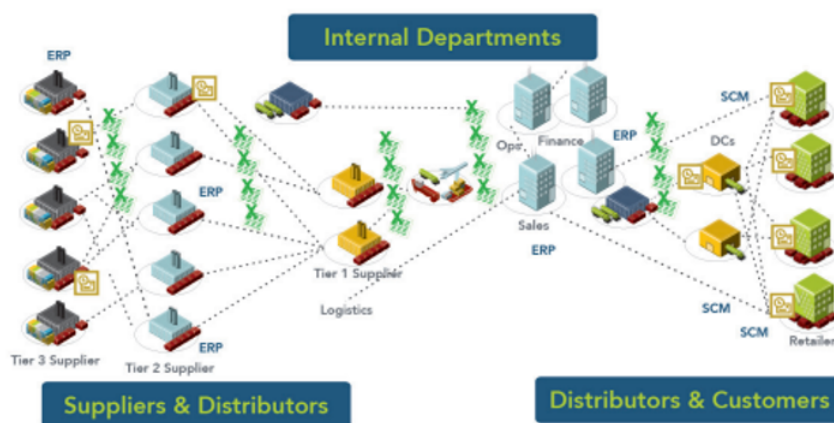 Internal Departments
ERP
SCM
Ops
Finance
ERP
DCs
ERP
Sales
ERP
Tier 1 Supplier
Logistics
SCM
SCM
Retailer
ERP
Tier 3 Supplier
Tier 2 Supplier
Suppliers & Distributors
Distributors & Customers